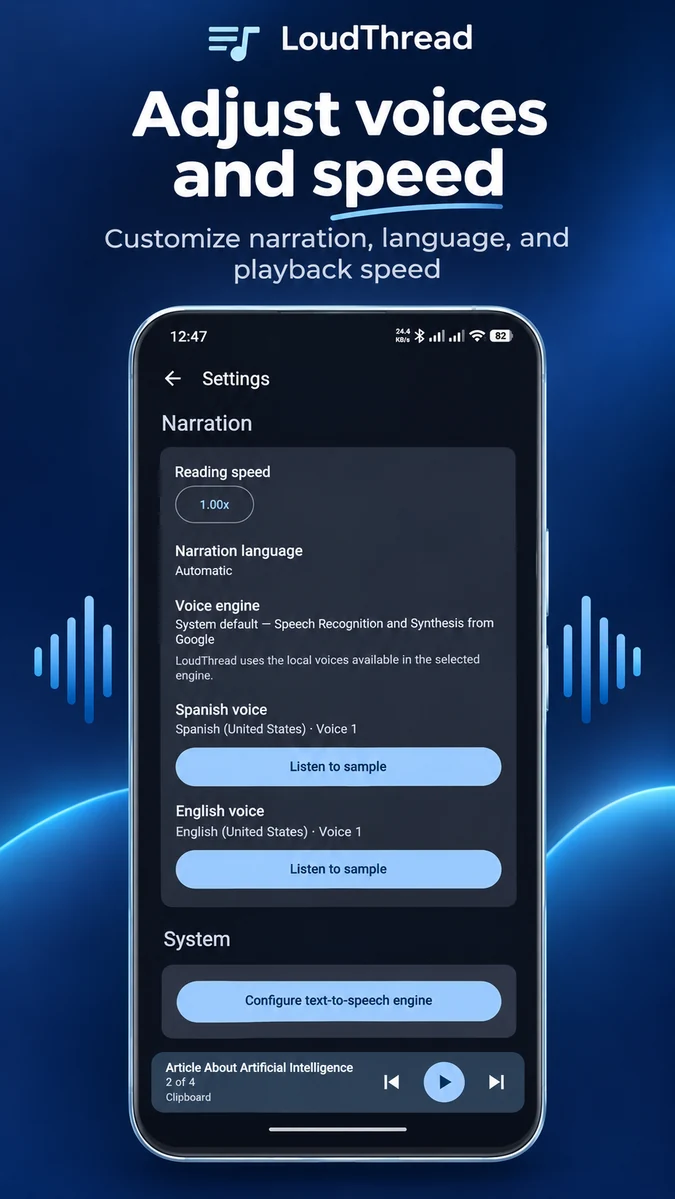 LoudThread
Adjust voices
and speed
Customize narration, language, and
playback speed
12:47
24.4
KB/s
82
Settings
Narration
Reading speed
1.00x
Narration language
Automatic
Voice engine
System default — Speech Recognition and Synthesis from
Google
LoudThread uses the local voices available in the selected
engine.
Spanish voice
Spanish (United States) · Voice 1
Listen to sample
English voice
English (United States) · Voice 1
Listen to sample
System
Configure text-to-speech engine
Article About Artificial Intelligence
2 of 4
Clipboard